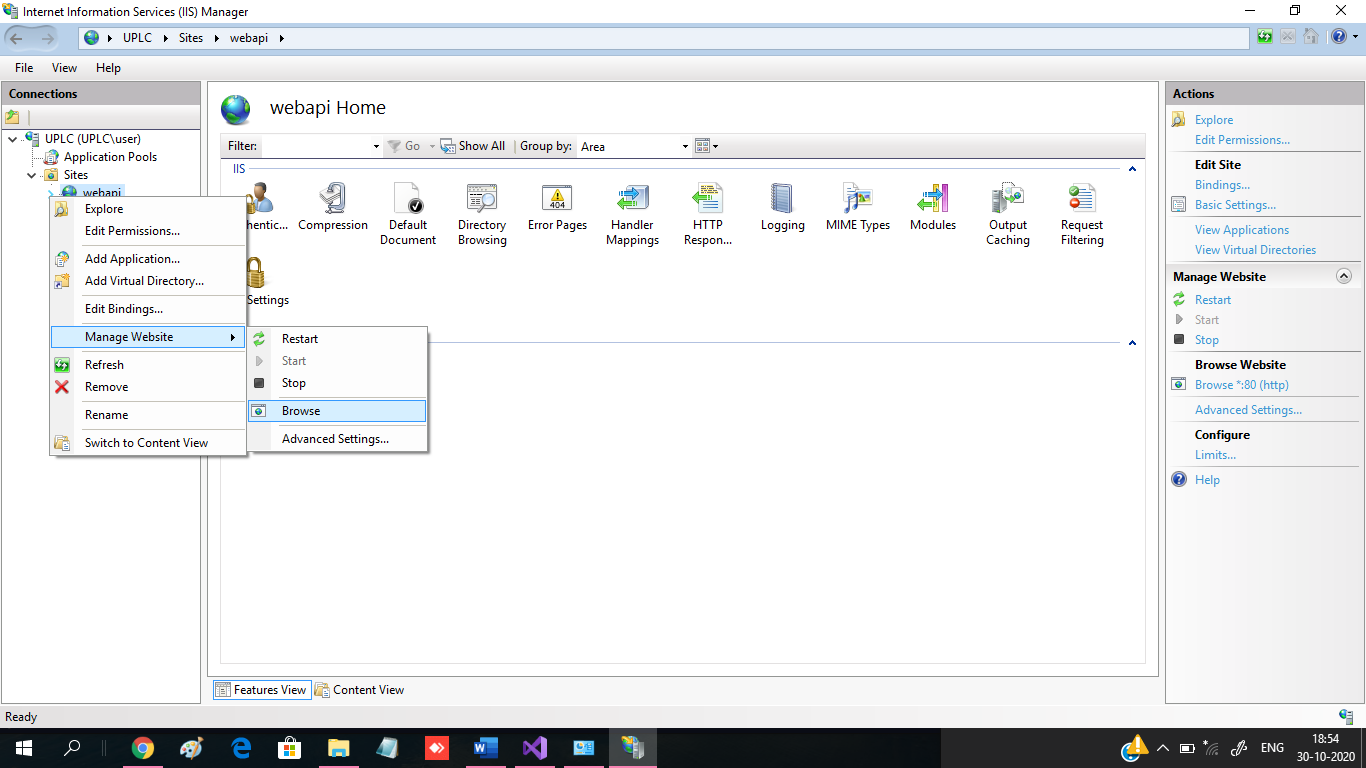 Internet Information Services (IIS) Manager
UPLC Sites webapi
File View Help
Connections
UPLC (UPLC\user)
Application Pools
Sites
webapi
Explore
Edit Permissions...
Add Application...
Add Virtual Directory...
Edit Bindings...
Manage Website
Refresh
Remove
Rename
Switch to Content View
Restart
Start
Stop
Browse
Advanced Settings...
webapi Home
Filter: Go Show All Group by: Area
IIS
hentic...
Compression
Default Document
Directory Browsing
Error Pages
404
Handler Mappings
HTTP Respon...
Logging
MIME Types
Modules
Output Caching
Request Filtering
Settings
Features View Content View
Actions
Explore
Edit Permissions...
Edit Site
Bindings...
Basic Settings...
View Applications
View Virtual Directories
Manage Website
Restart
Start
Stop
Browse Website
Browse *:80 (http)
Advanced Settings...
Configure
Limits...
Help
Ready
ENG
18:54
30-10-2020